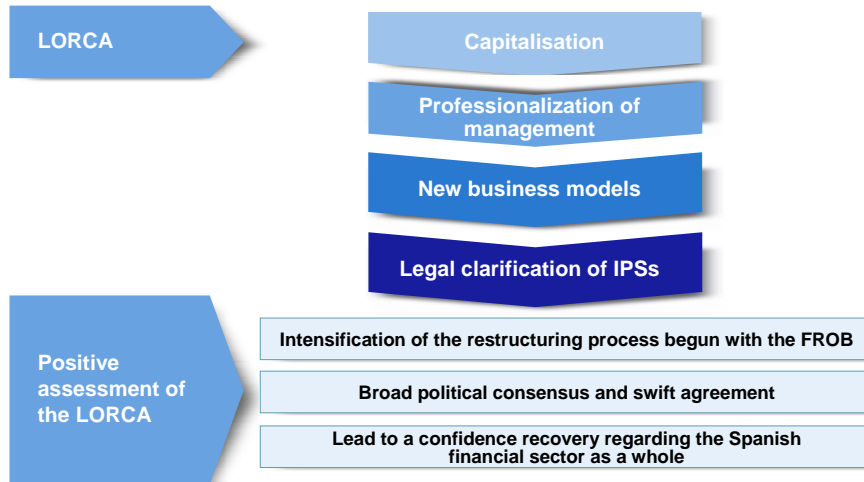 LORCA
Capitalisation
Professionalization of
management
New business models
Legal clarification of IPSs
Positive
assessment of
the LORCA
Intensification of the restructuring process begun with the FROB
Broad political consensus and swift agreement
Lead to a confidence recovery regarding the Spanish
financial sector as a whole